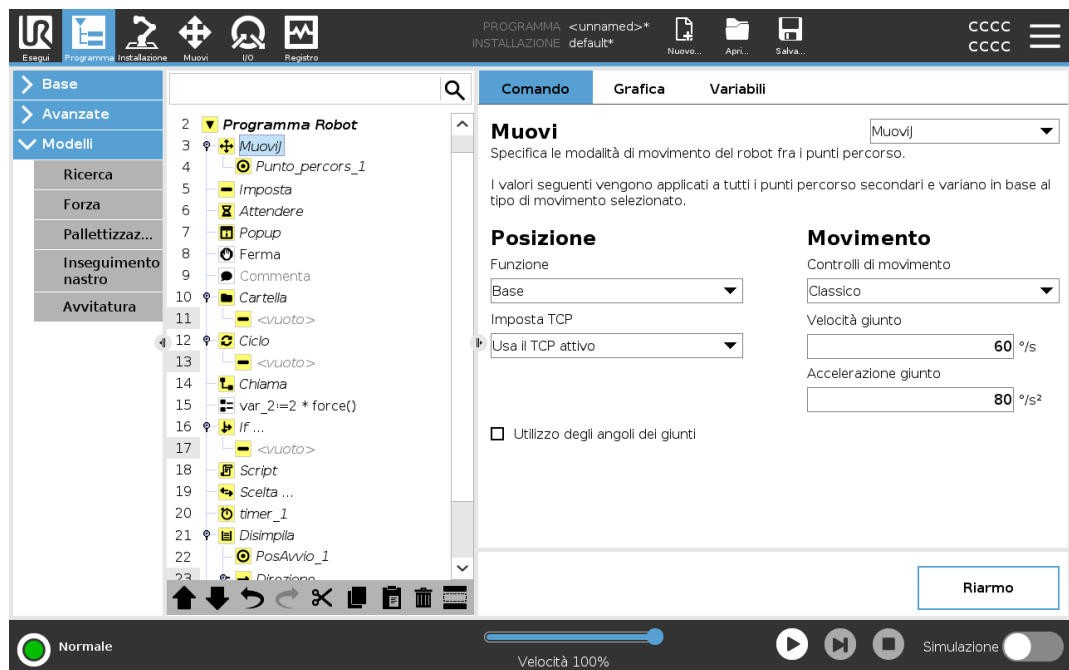 UR
Esegui
Programma
Installazione
Muovi
I/O
Registro
PROGRAMMA <unnamed>*
INSTALLAZIONE default*
Nuovo...
Apri...
Salva...
CCCC
CCCC
Base
Avanzate
Modelli
Ricerca
Forza
Pallettizzaz...
Inseguimento
nastro
Avvitatura
2 Programma Robot
3 MuoviJ
4 Punto_percors_1
5 Imposta
6 Attendere
7 Popup
8 Ferma
9 Commenta
10 Cartella
11 <vuoto>
12 Ciclo
13 <vuoto>
14 Chiama
15 var_2:=2 * force()
16 If ...
17 <vuoto>
18 Script
19 Scelta ...
20 timer_1
21 Disimpila
22 PosAvvio_1
23 Direzione
Comando
Grafica
Variabili
Muovi
MuoviJ
Specifica le modalità di movimento del robot fra i punti percorso.
I valori seguenti vengono applicati a tutti i punti percorso secondari e variano in base al
tipo di movimento selezionato.
Posizione
Funzione
Base
Imposta TCP
Usa il TCP attivo
Utilizzo degli angoli dei giunti
Movimento
Controlli di movimento
Classico
Velocità giunto
60 °/s
Accelerazione giunto
80 °/s²
Riarmo
Normale
Velocità 100%
Simulazione